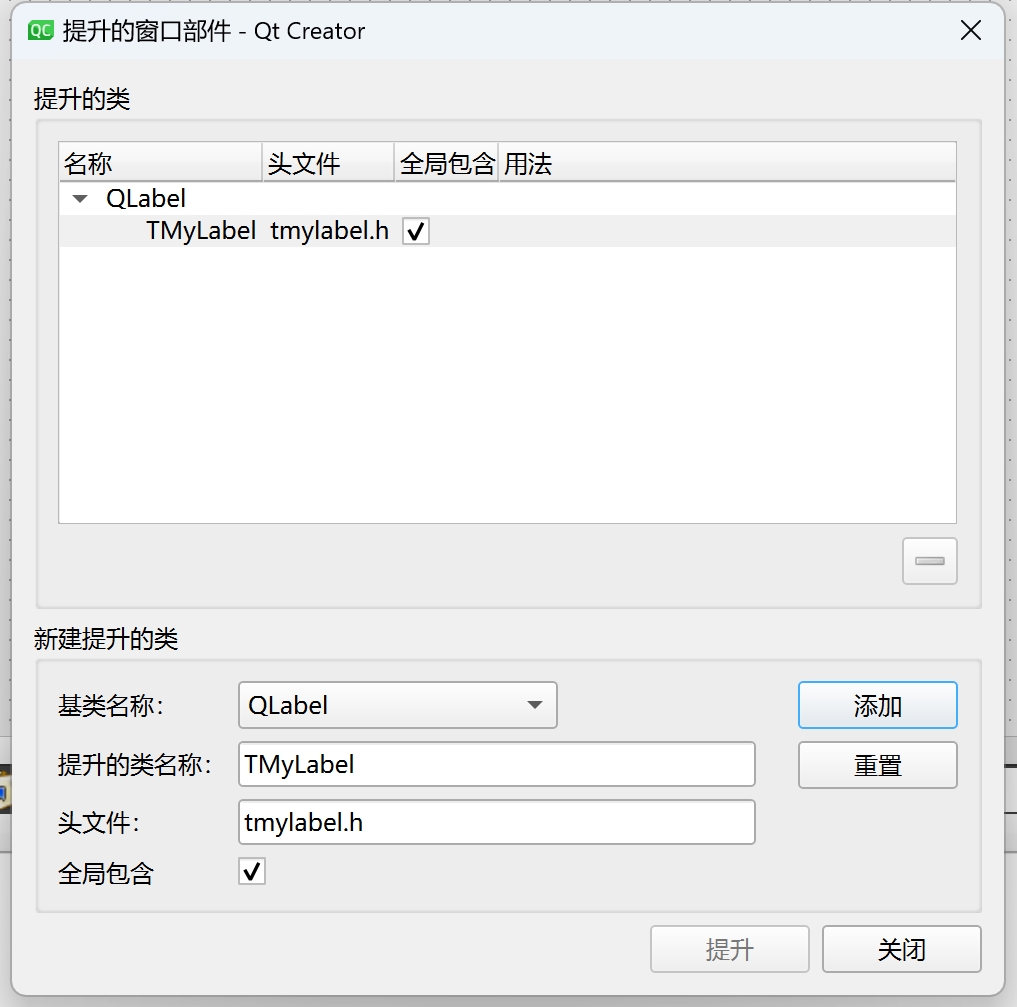 QC 提升的窗口部件 - Qt Creator
提升的类
名称 头文件 全局包含 用法
QLabel
TMyLabel tmylabel.h
新建提升的类
基类名称: QLabel 添加
提升的类名称: TMyLabel 重置
头文件: tmylabel.h
全局包含
提升 关闭